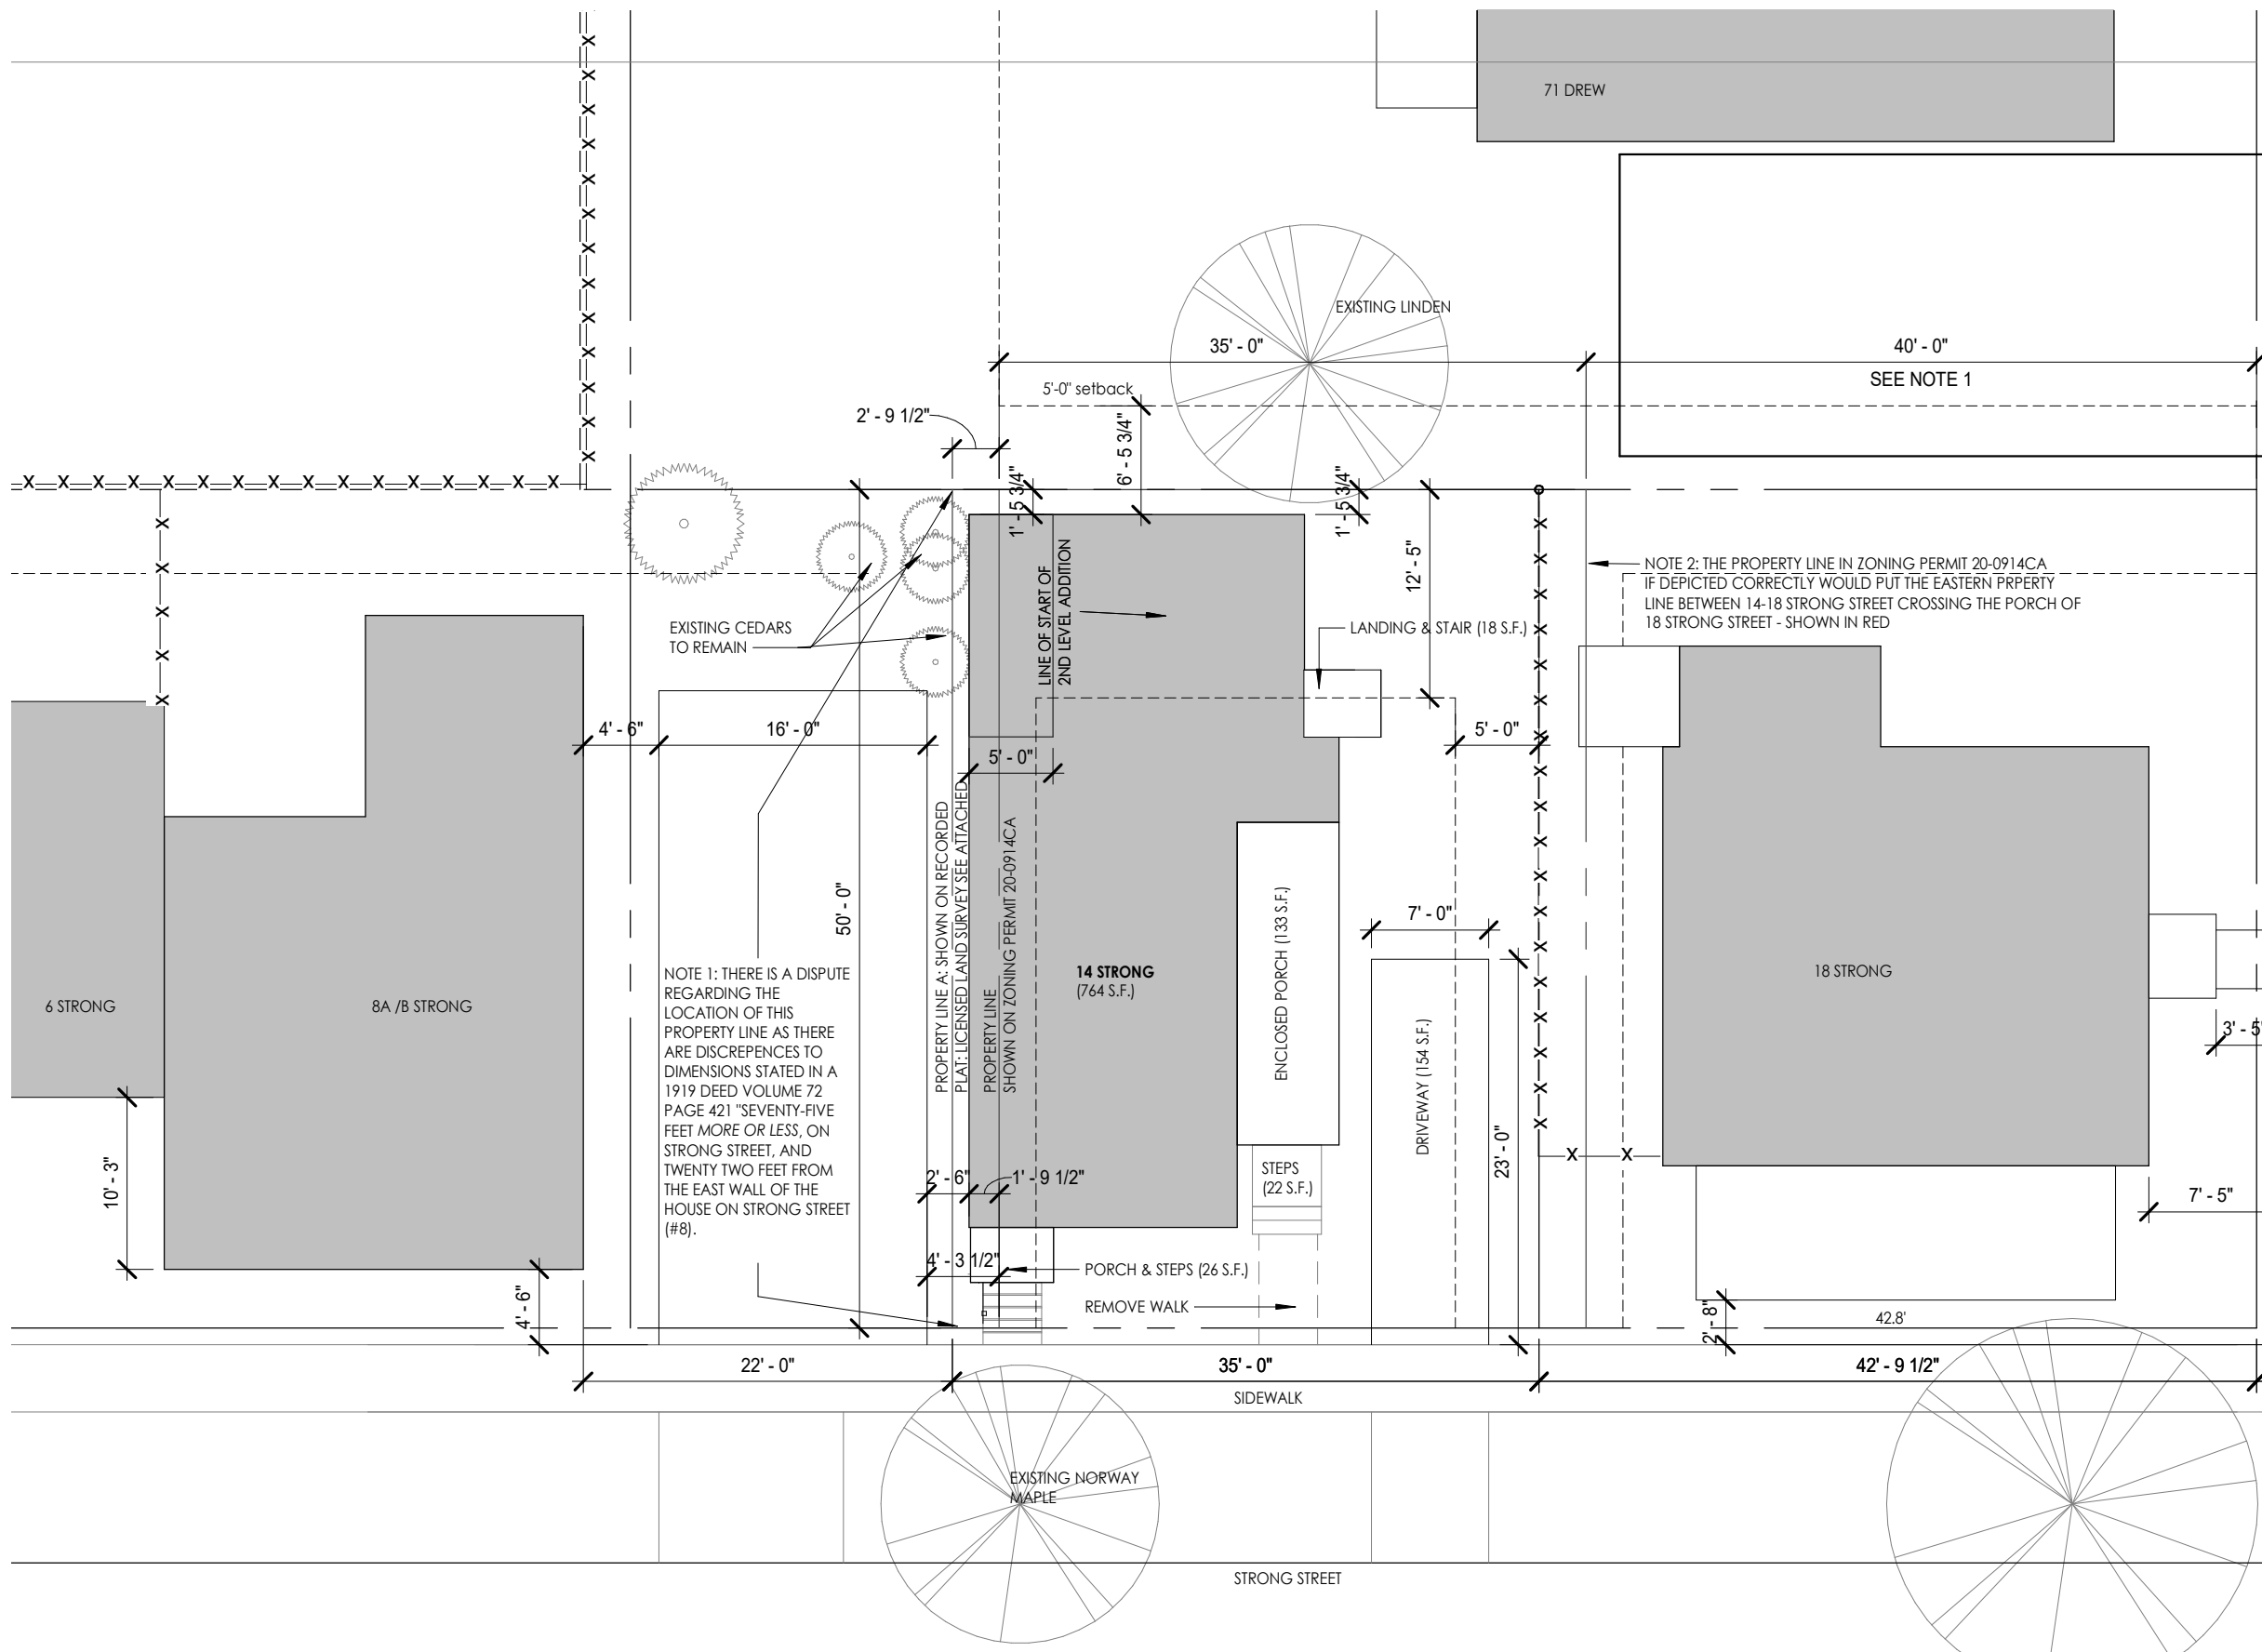 71 DREW
EXISTING LINDEN
35' - 0"
40' - 0"
SEE NOTE 1
5'-0" setback
2' - 9 1/2"
6' - 5 3/4"
1' - 5 3/4"
1' - 5 3/4"
12' - 5"
LINE OF START OF
2ND LEVEL ADDITION
NOTE 2: THE PROPERTY LINE IN ZONING PERMIT 20-0914CA
IF DEPICTED CORRECTLY WOULD PUT THE EASTERN PRPERTY
LINE BETWEEN 14-18 STRONG STREET CROSSING THE PORCH OF
18 STRONG STREET - SHOWN IN RED
EXISTING CEDARS
TO REMAIN
LANDING & STAIR (18 S.F.)
4' - 6"
16' - 0"
5' - 0"
5' - 0"
50' - 0"
PROPERTY LINE A: SHOWN ON RECORDED
PLAT: LICENSED LAND SURVEY SEE ATTACHED
PROPERTY LINE
SHOWN ON ZONING PERMIT 20-0914CA
7' - 0"
6 STRONG
8A /B STRONG
NOTE 1: THERE IS A DISPUTE
REGARDING THE
LOCATION OF THIS
PROPERTY LINE AS THERE
ARE DISCREPENCES TO
DIMENSIONS STATED IN A
1919 DEED VOLUME 72
PAGE 421 "SEVENTY-FIVE
FEET MORE OR LESS, ON
STRONG STREET, AND
TWENTY TWO FEET FROM
THE EAST WALL OF THE
HOUSE ON STRONG STREET
(#8).
14 STRONG
(764 S.F.)
ENCLOSED PORCH (133 S.F.)
DRIVEWAY (154 S.F.)
18 STRONG
3' - 5"
23' - 0"
10' - 3"
2' - 6"
1' - 9 1/2"
STEPS
(22 S.F.)
7' - 5"
4' - 3 1/2"
PORCH & STEPS (26 S.F.)
REMOVE WALK
4' - 6"
2' - 8"
42.8'
22' - 0"
35' - 0"
42' - 9 1/2"
SIDEWALK
EXISTING NORWAY
MAPLE
STRONG STREET